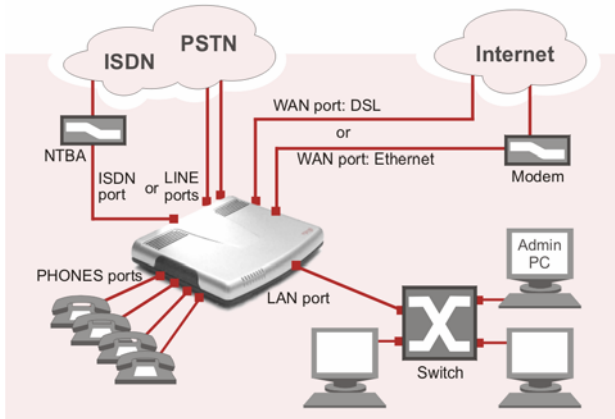 PSTN
ISDN
Internet
WAN port: DSL
or
WAN port: Ethernet
NTBA
Modem
ISDN
port
or
LINE
ports
PHONES ports
LAN port
Admin
PC
Switch